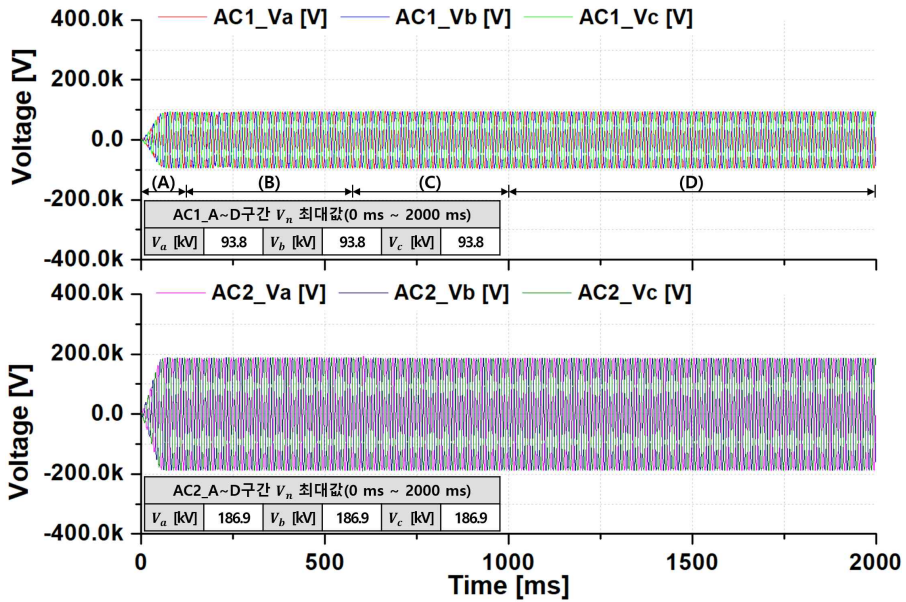 AC1_Va [V] AC1_Vb [V] AC1_Vc [V]
400.0k
200.0k
0.0
-200.0k
-400.0k
Voltage [V]
(A) (B) (C) (D)
AC1_A~D구간 Vn 최대값(0 ms ~ 2000 ms)
Va [kV] 93.8 Vb [kV] 93.8 Vc [kV] 93.8
AC2_Va [V] AC2_Vb [V] AC2_Vc [V]
400.0k
200.0k
0.0
-200.0k
-400.0k
Voltage [V]
AC2_A~D구간 Vn 최대값(0 ms ~ 2000 ms)
Va [kV] 186.9 Vb [kV] 186.9 Vc [kV] 186.9
0 500 1000 1500 2000
Time [ms]